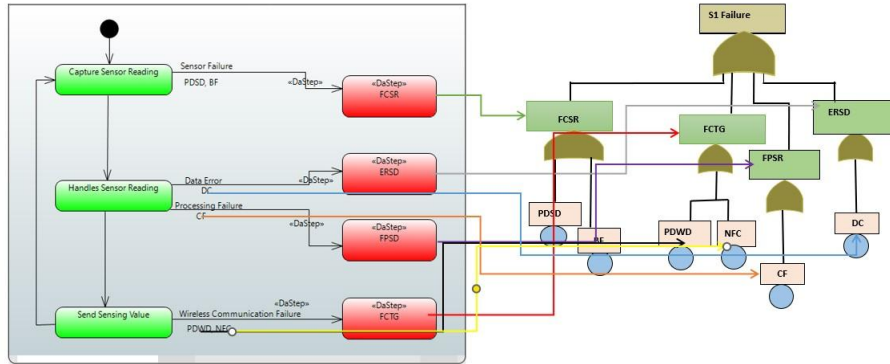 S1 Failure
Capture Sensor Reading
Sensor Failure
PDSD, BF
«DaStep»
«DaStep»
FCSR
FCSR
FCTG
ERSD
FPSR
Handles Sensor Reading
Data Error
DC
«DaStep»
«DaStep»
ERSD
Processing Failure
CF
«DaStep»
«DaStep»
FPSD
PDSD
BF
PDWD
NFC
DC
CF
Send Sensing Value
Wireless Communication Failure
PDWD, NFC
«DaStep»
«DaStep»
FCTG